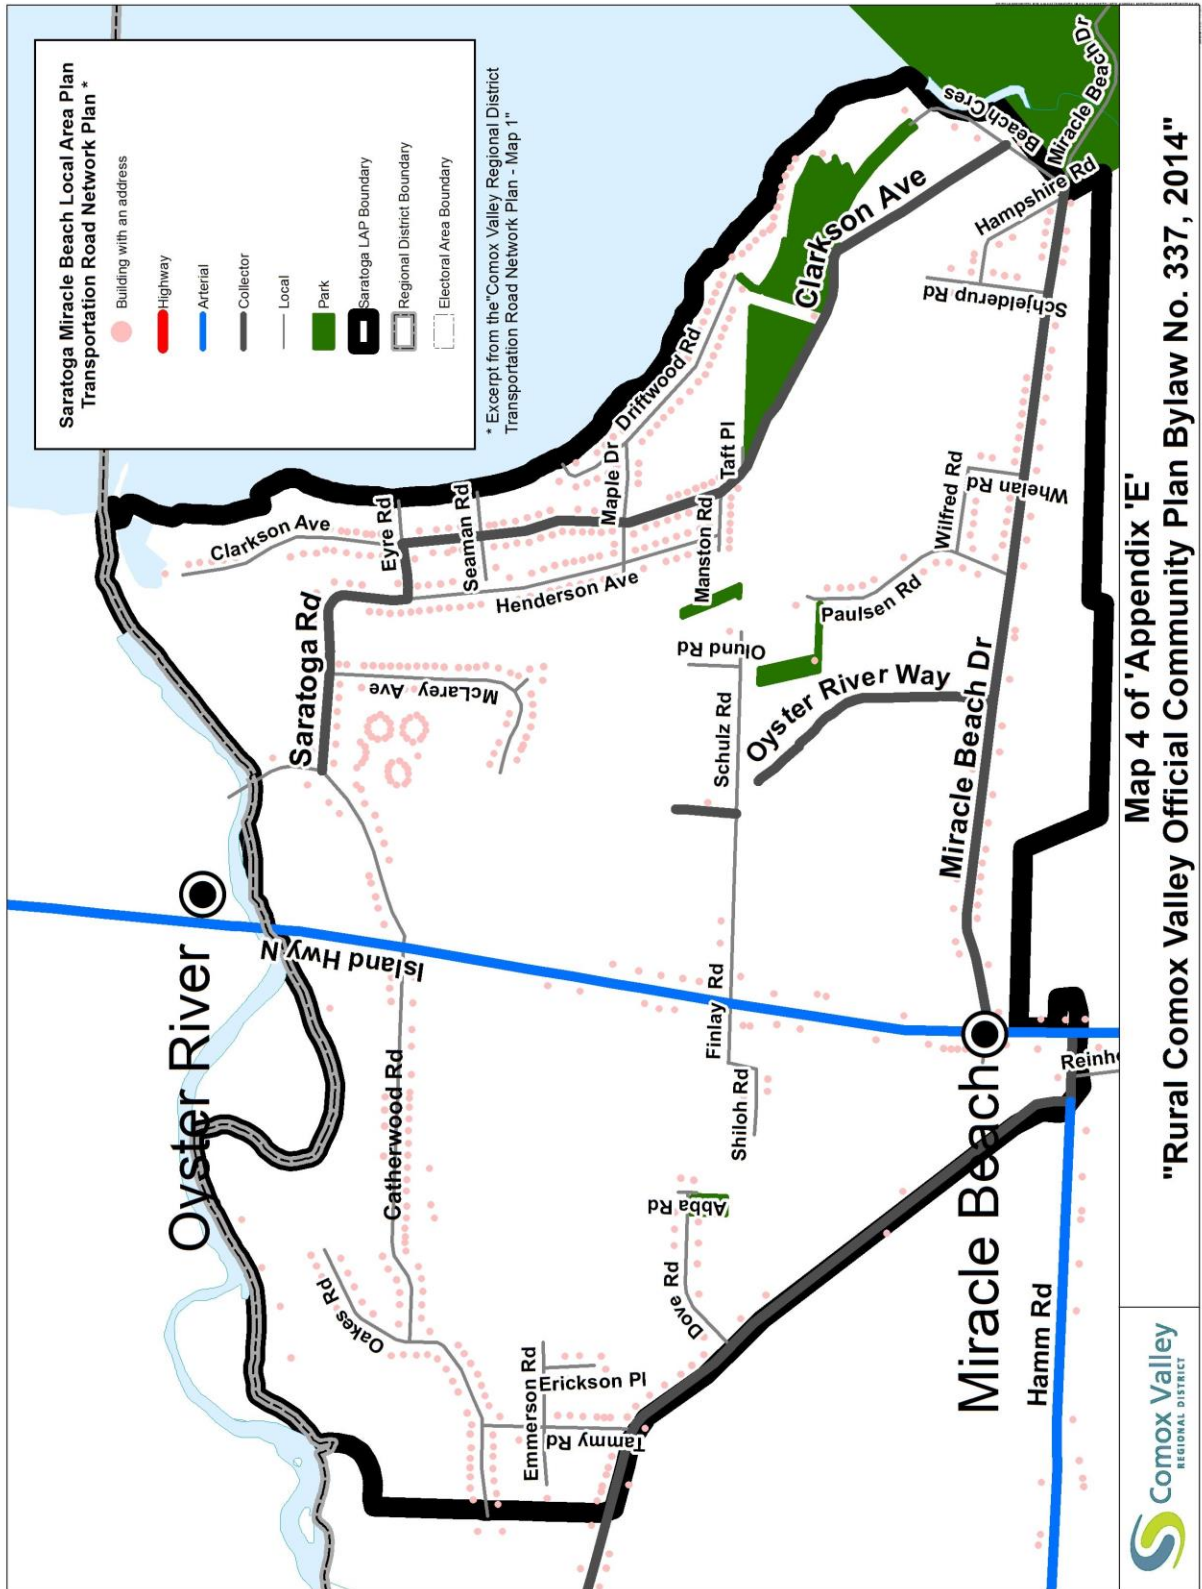 Saratoga Miracle Beach Local Area Plan
Transportation Road Network Plan *
Building with an address
Highway
Arterial
Collector
Local
Park
Saratoga LAP Boundary
Regional District Boundary
Electoral Area Boundary
* Excerpt from the"Comox Valley Regional District
Transportation Road Network Plan - Map 1"
Oyster River
Island Hwy N
Catherwood Rd
Oakes Rd
Emmerson Rd
Erickson Pl
Tammy Rd
Dove Rd
Abba Rd
Shiloh Rd
Finlay Rd
Schulz Rd
Olund Rd
Saratoga Rd
McLarey Ave
Clarkson Ave
Eyre Rd
Seaman Rd
Henderson Ave
Maple Dr
Driftwood Rd
Manston Rd
Taft Pl
Clarkson Ave
Beach Cres
Miracle Beach Dr
Hampshire Rd
Schjelderup Rd
Whelan Rd
Wilfred Rd
Paulsen Rd
Oyster River Way
Miracle Beach Dr
Miracle Beach
Hamm Rd
Reinh
Map 4 of 'Appendix 'E'
"Rural Comox Valley Official Community Plan Bylaw No. 337, 2014"
Comox Valley
REGIONAL DISTRICT